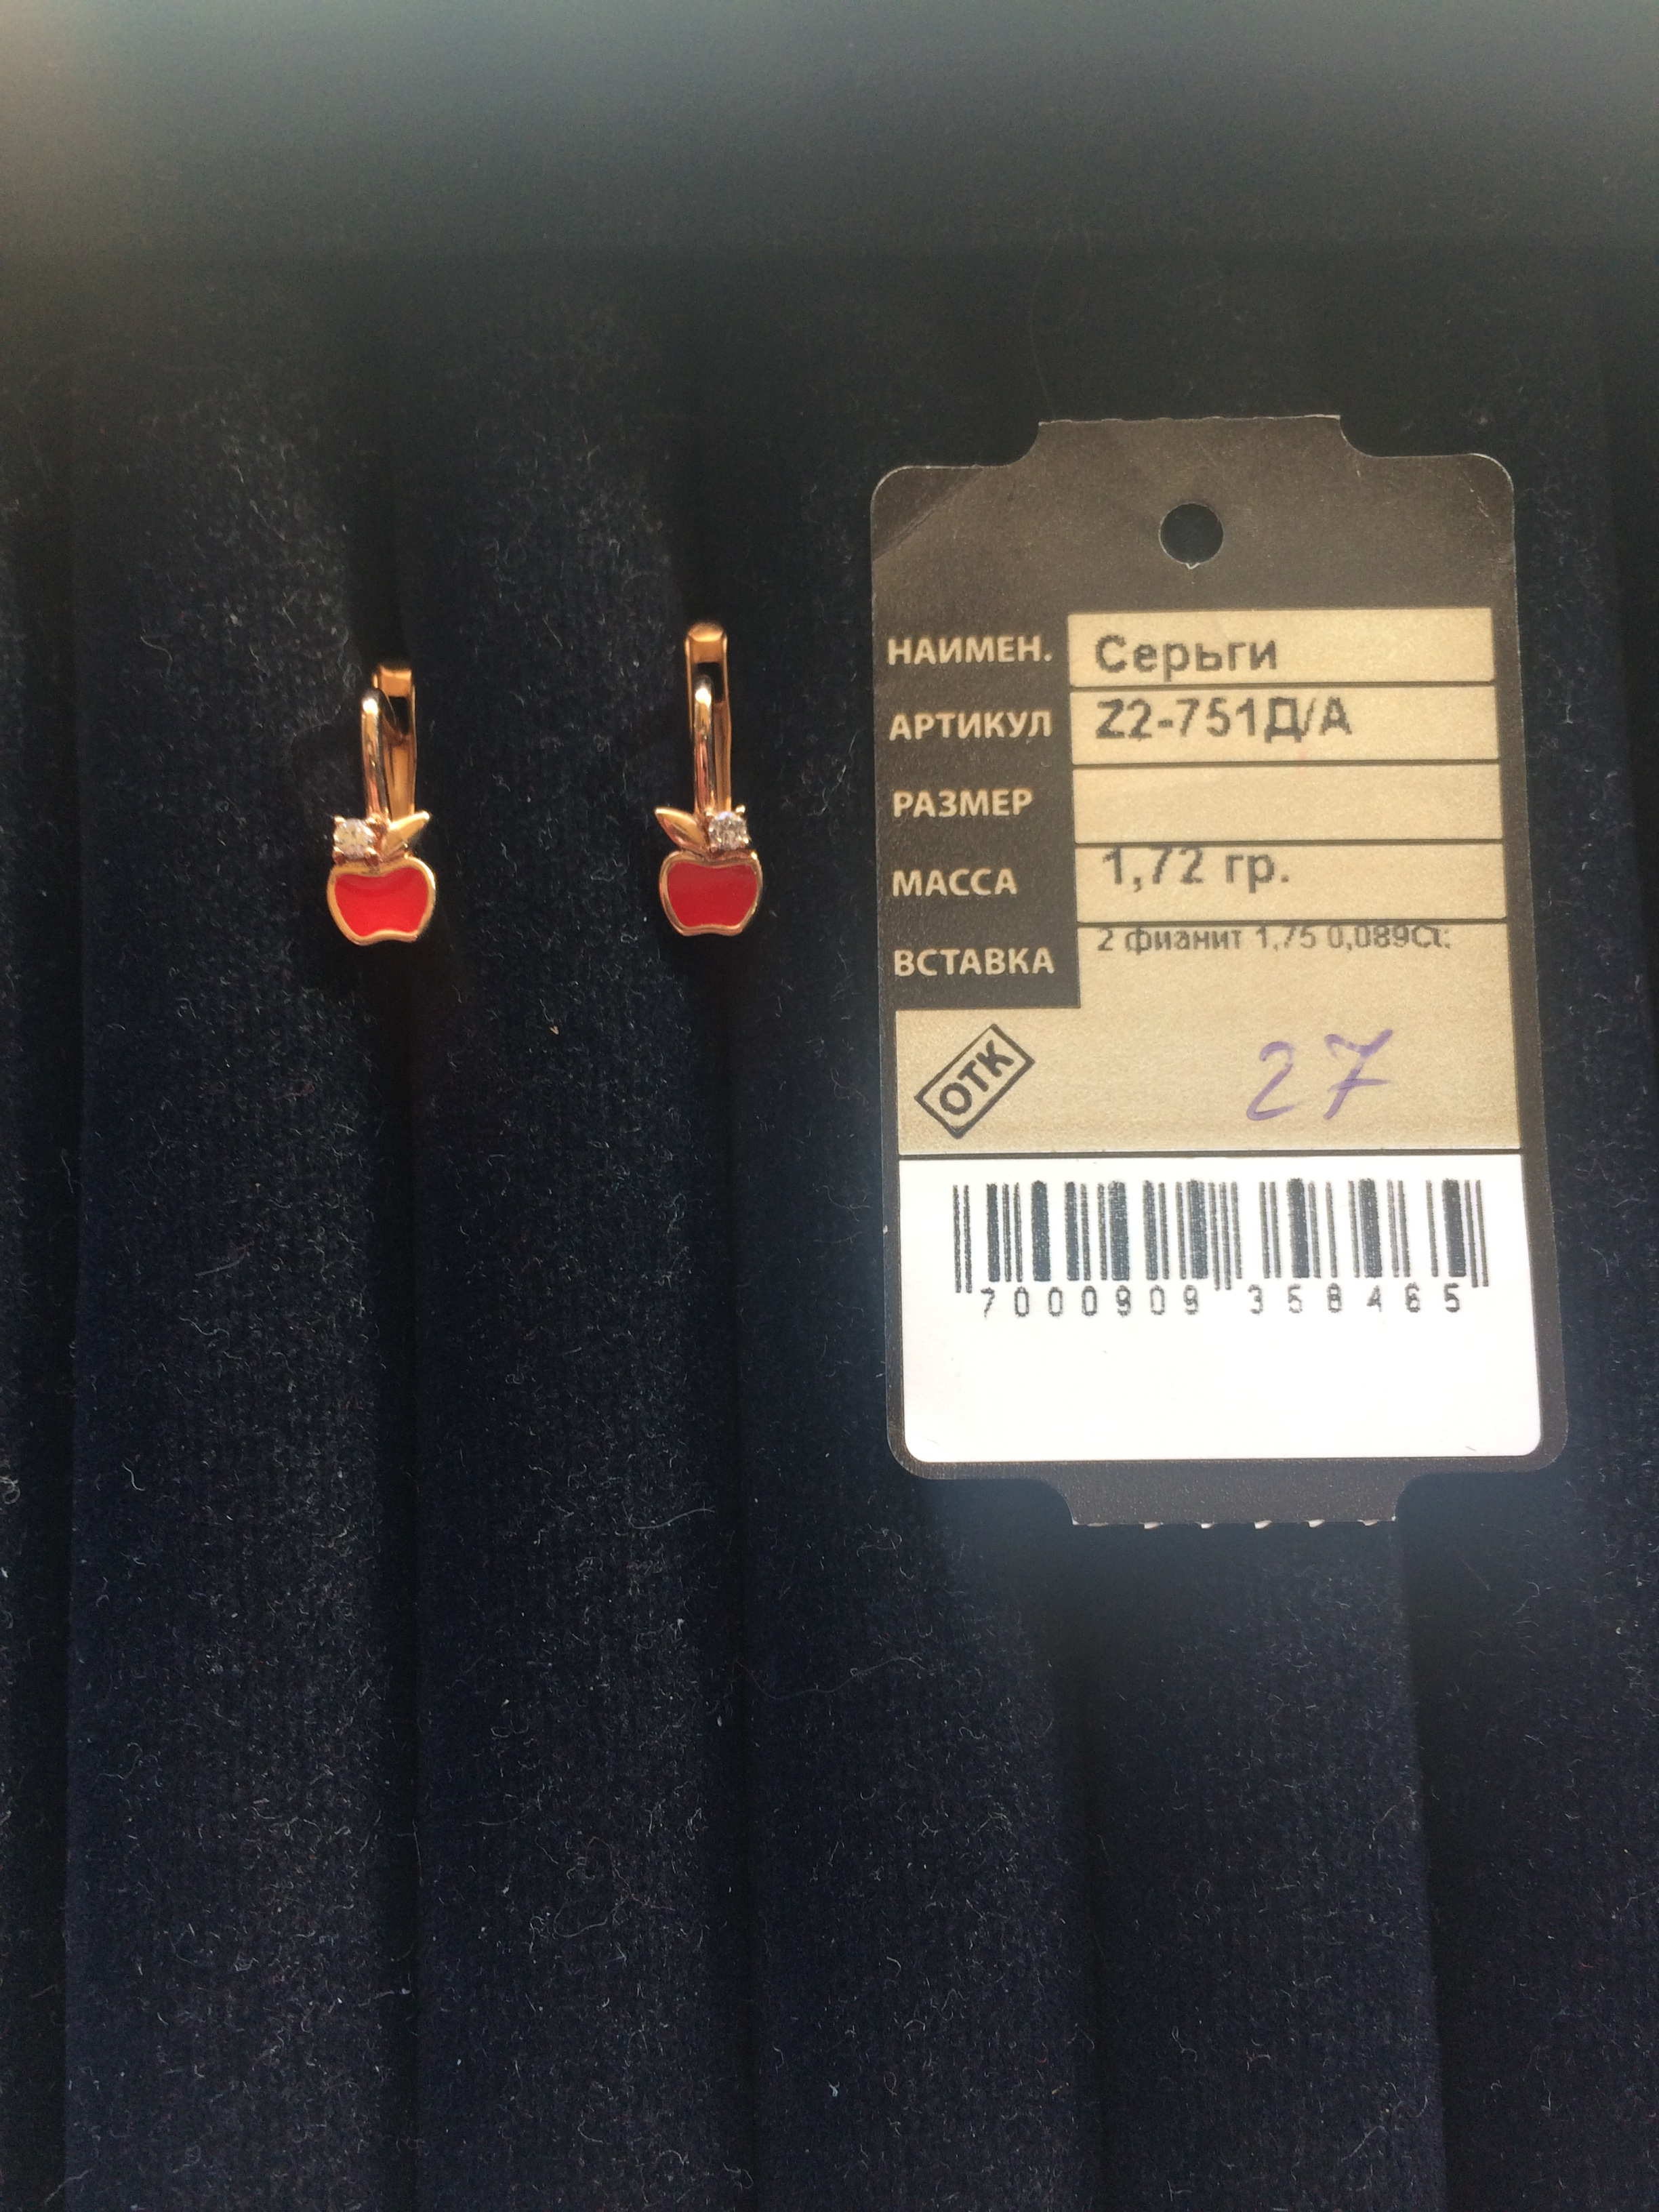 НАИМЕН. Серьги
АРТИКУЛ Z2-751Д/А
РАЗМЕР
МАССА 1,72 гр.
ВСТАВКА 2 фианит 1,75 0,089Ct;
ОТК
27
7000909 358465